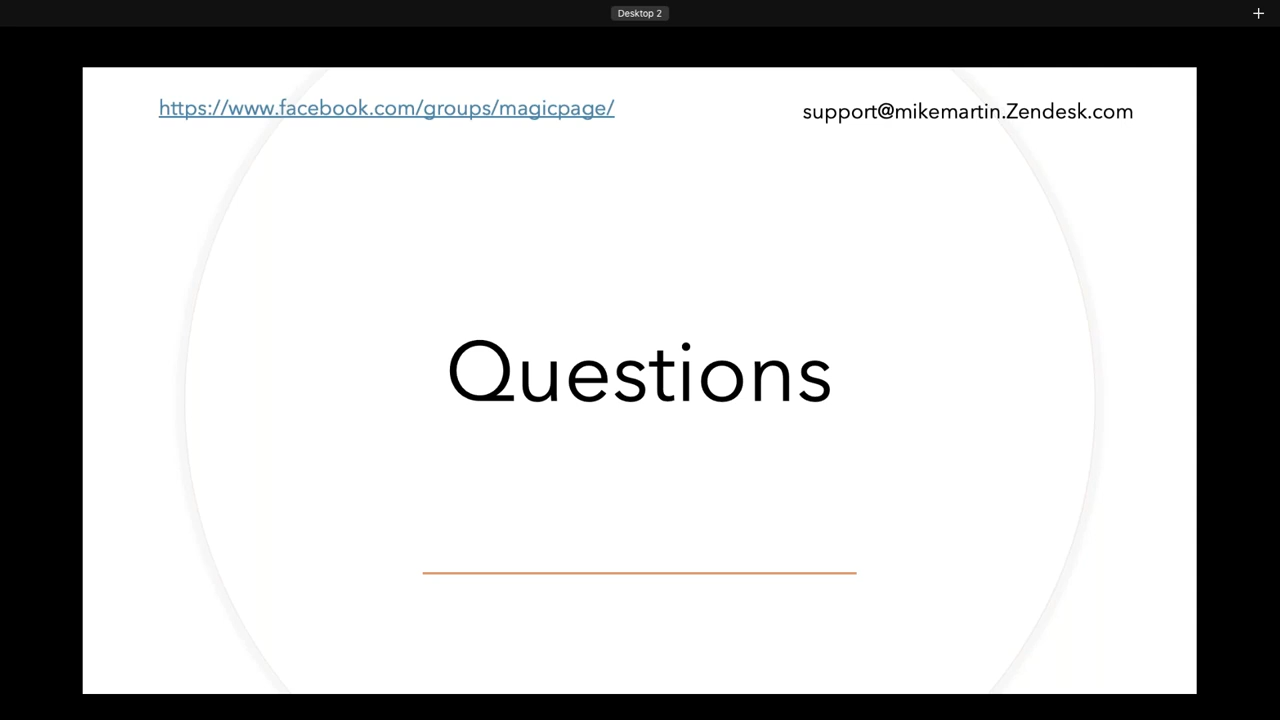 Desktop 2
https://www.facebook.com/groups/magicpage/
support@mikemartin.Zendesk.com
Questions